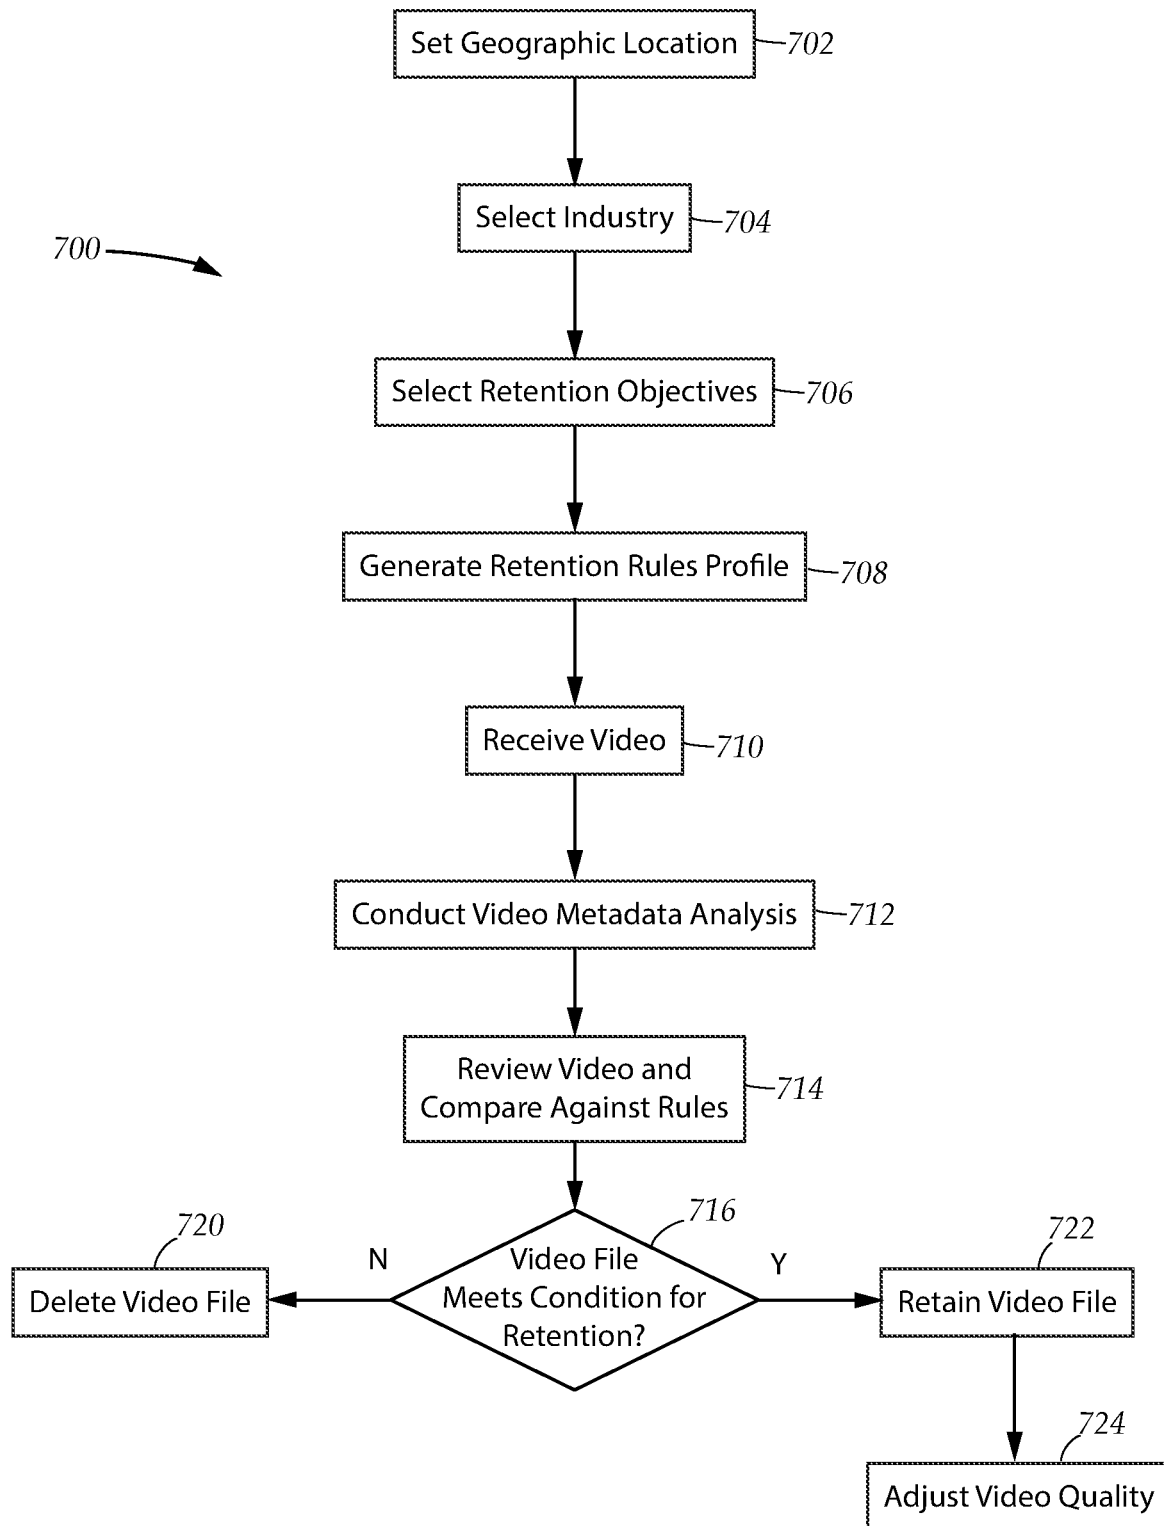 Set Geographic Location
702
Select Industry
704
700
Select Retention Objectives
706
Generate Retention Rules Profile
708
Receive Video
710
Conduct Video Metadata Analysis
712
Review Video and
Compare Against Rules
714
716
Video File
Meets Condition for
Retention?
N
Y
720
Delete Video File
722
Retain Video File
724
Adjust Video Quality